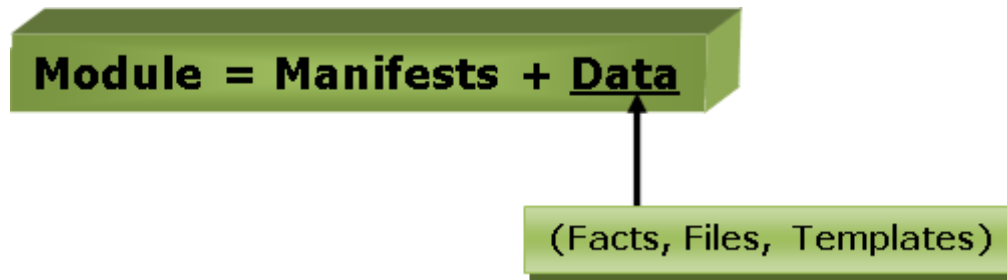 Module = Manifests + Data
(Facts, Files, Templates)